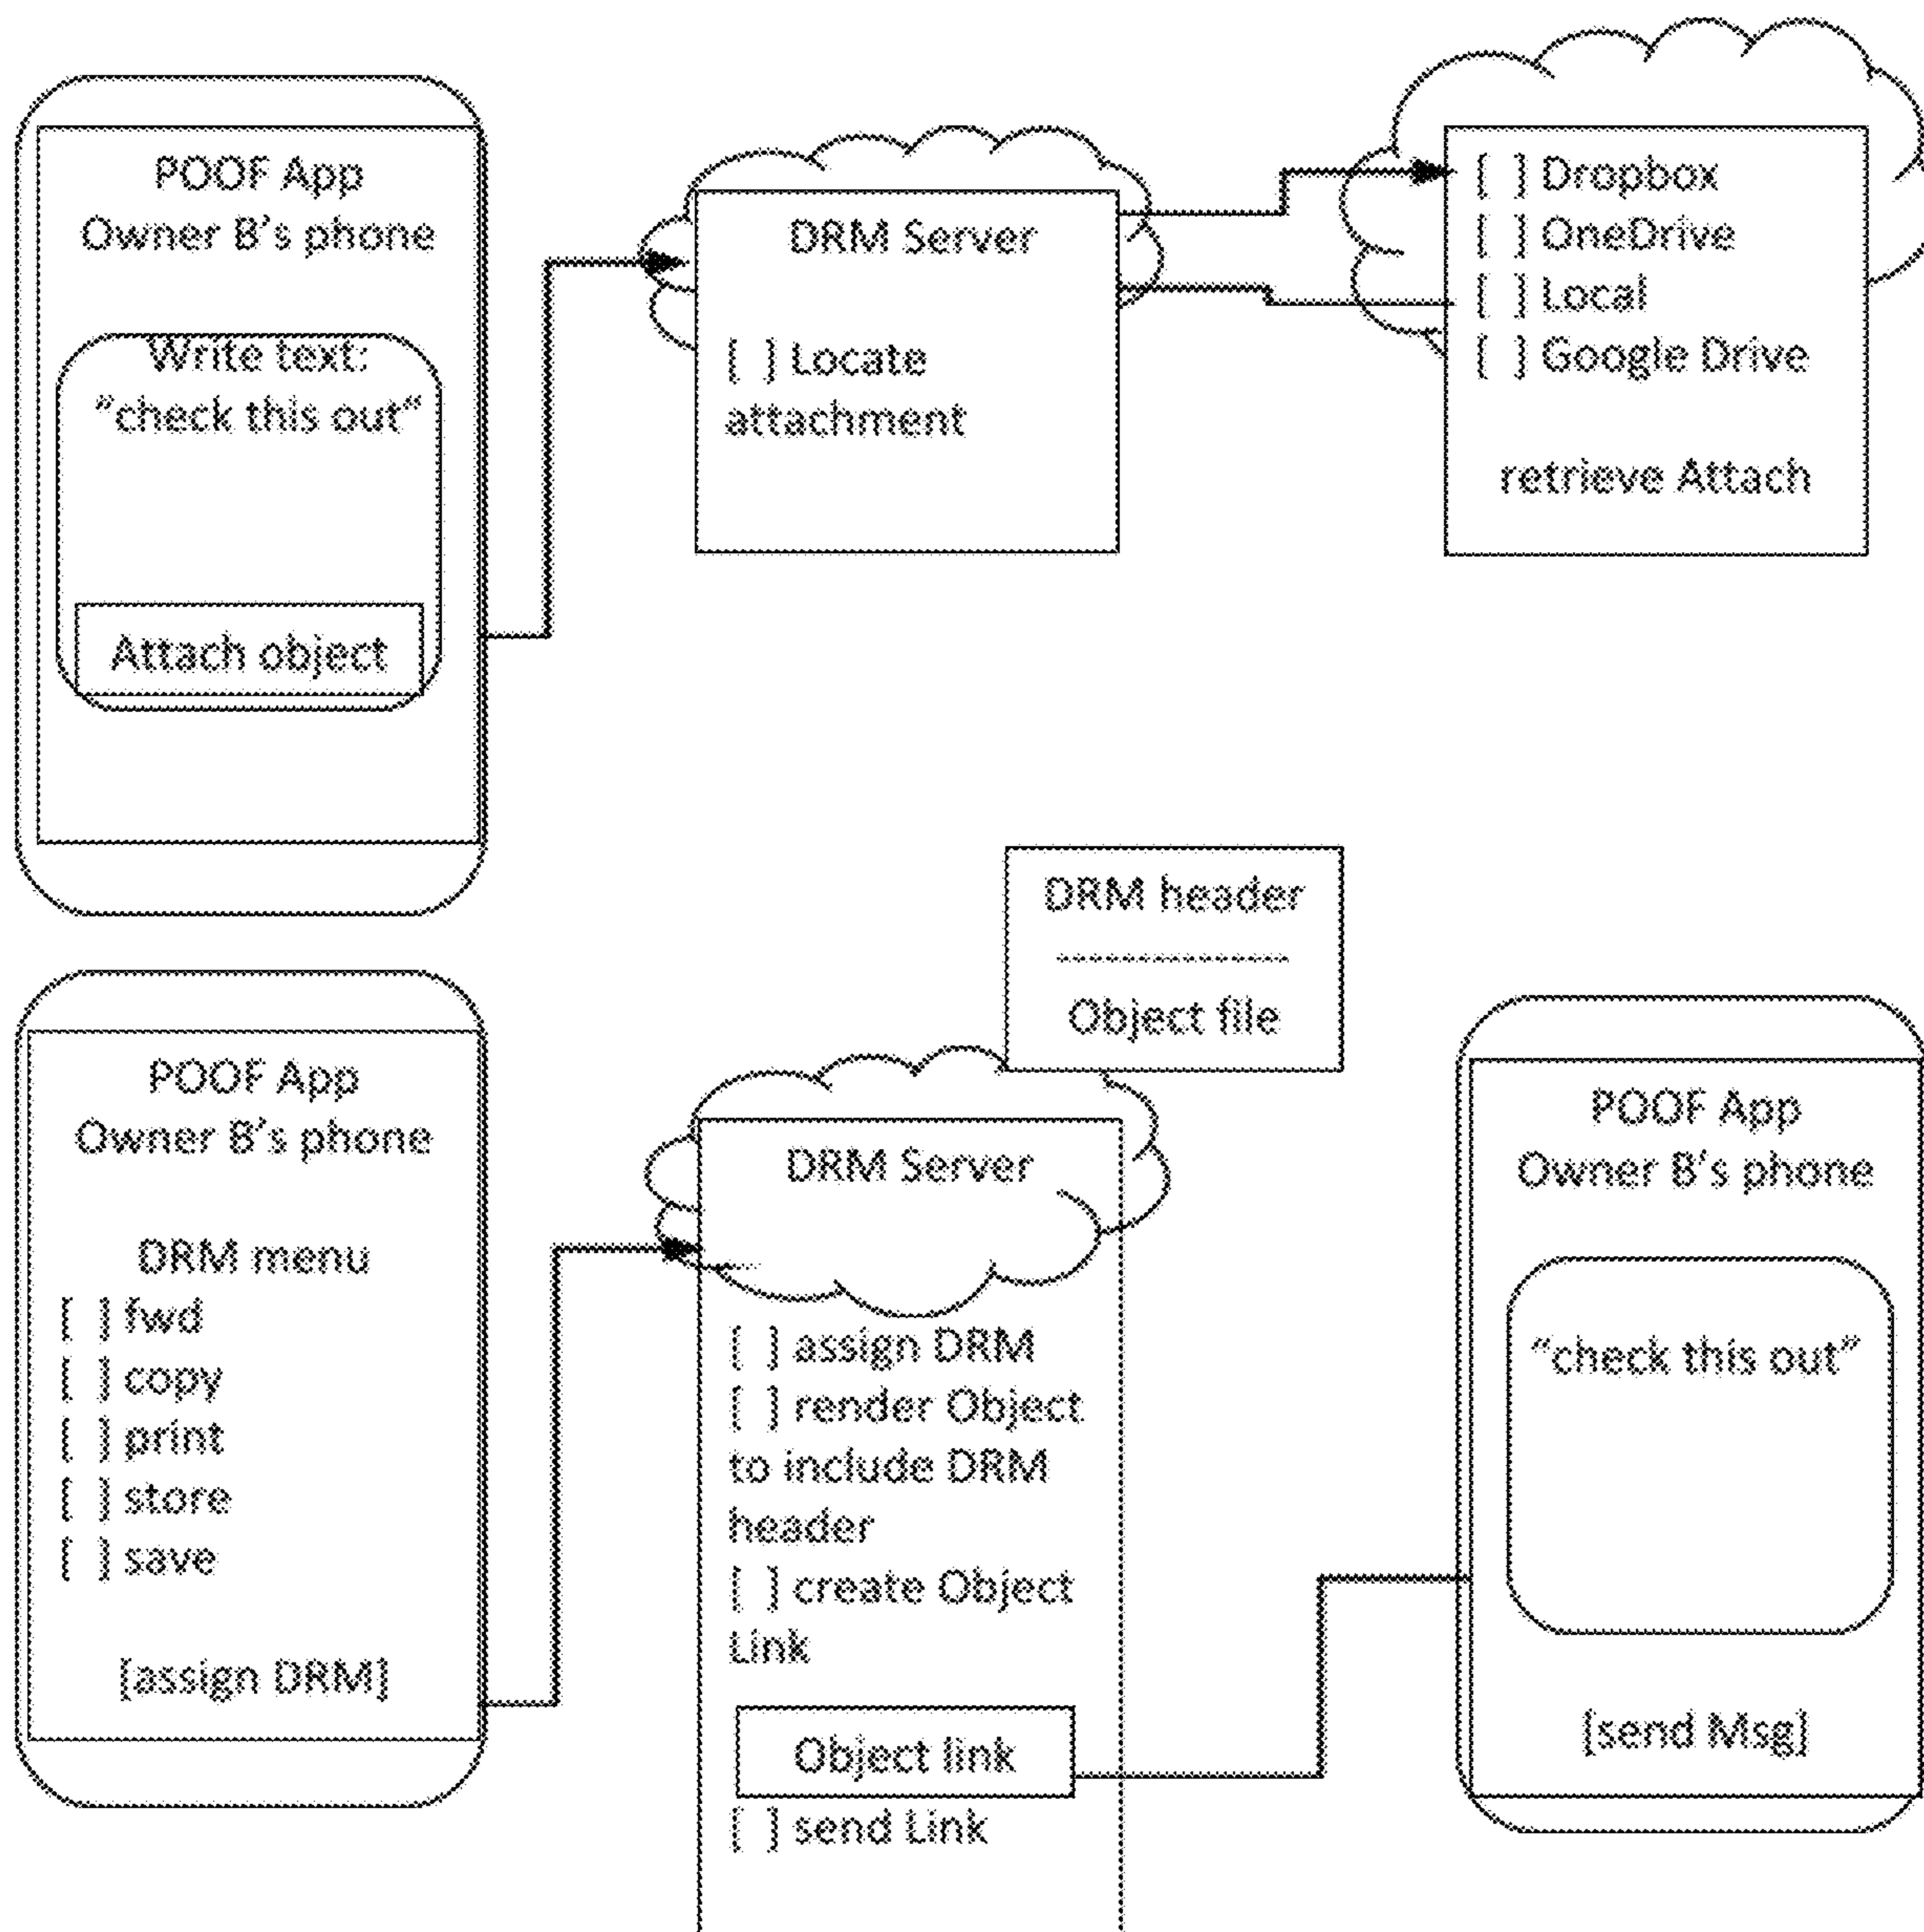 POOF App
Owner B's phone
Write text:
"check this out"
Attach object
DRM Server
[ ] Locate
attachment
[ ] Dropbox
[ ] OneDrive
[ ] Local
[ ] Google Drive
retrieve Attach
DRM header
---------------
Object file
POOF App
Owner B's phone
DRM menu
[ ] fwd
[ ] copy
[ ] print
[ ] store
[ ] save
[assign DRM]
DRM Server
[ ] assign DRM
[ ] render Object
to include DRM
header
[ ] create Object
Link
Object link
[ ] send Link
POOF App
Owner B's phone
"check this out"
[send Msg]